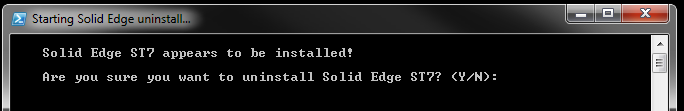 Starting Solid Edge uninstall...
Solid Edge ST7 appears to be installed!
Are you sure you want to uninstall Solid Edge ST7? (Y/N):